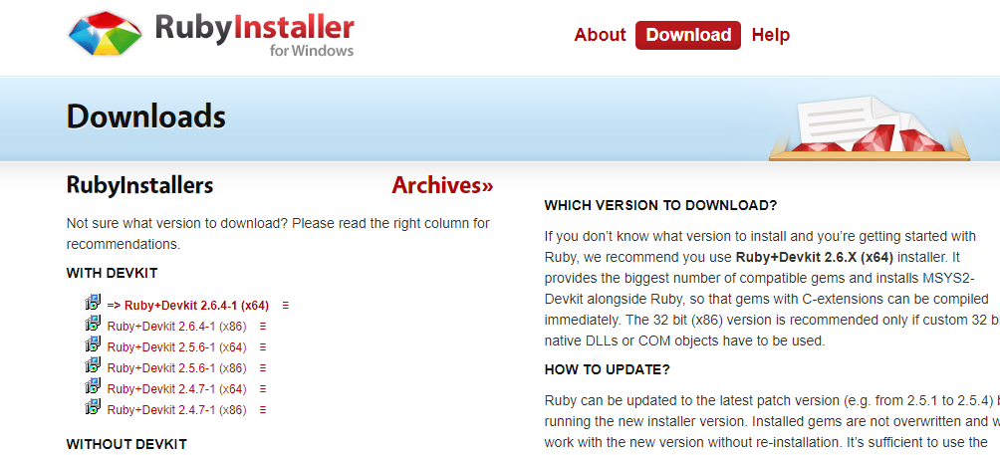 RubyInstaller
for Windows
About Download Help
Downloads
RubyInstallers
Archives»
Not sure what version to download? Please read the right column for
recommendations.
WITH DEVKIT
=> Ruby+Devkit 2.6.4-1 (x64)
Ruby+Devkit 2.6.4-1 (x86)
Ruby+Devkit 2.5.6-1 (x64)
Ruby+Devkit 2.5.6-1 (x86)
Ruby+Devkit 2.4.7-1 (x64)
Ruby+Devkit 2.4.7-1 (x86)
WITHOUT DEVKIT
WHICH VERSION TO DOWNLOAD?
If you don’t know what version to install and you’re getting started with
Ruby, we recommend you use Ruby+Devkit 2.6.X (x64) installer. It
provides the biggest number of compatible gems and installs MSYS2-
Devkit alongside Ruby, so that gems with C-extensions can be compiled
immediately. The 32 bit (x86) version is recommended only if custom 32
native DLLs or COM objects have to be used.
HOW TO UPDATE?
Ruby can be updated to the latest patch version (e.g. from 2.5.1 to 2.5.4)
running the new installer version. Installed gems are not overwritten and
work with the new version without re-installation. It’s sufficient to use the